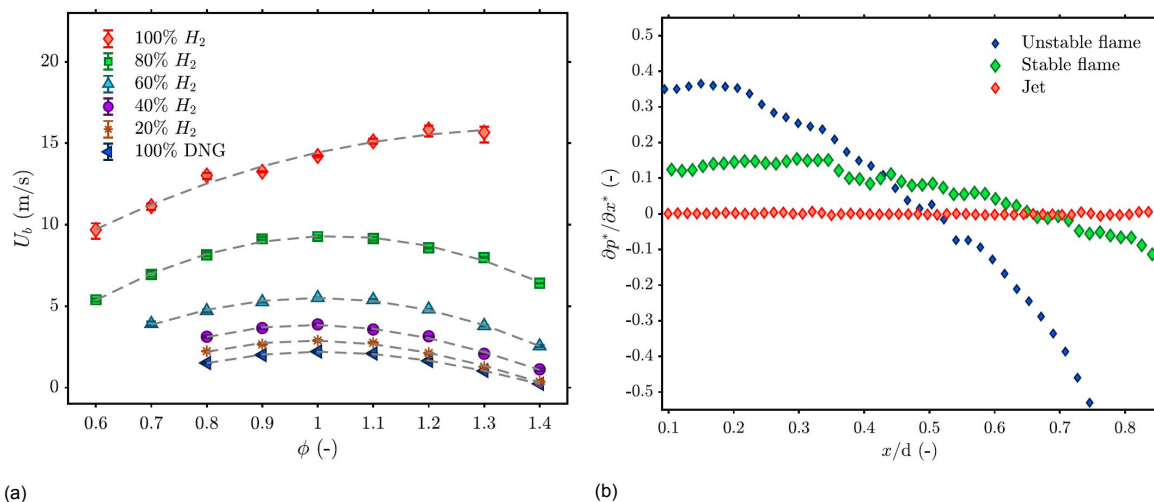 100% H₂
80% H₂
60% H₂
40% H₂
20% H₂
100% DNG
20
15
10
5
0
U_b (m/s)
0.6 0.7 0.8 0.9 1 1.1 1.2 1.3 1.4
ϕ (-)
(a)
Unstable flame
Stable flame
Jet
0.5
0.4
0.3
0.2
0.1
0
-0.1
-0.2
-0.3
-0.4
-0.5
∂p*/∂x* (-)
0.1 0.2 0.3 0.4 0.5 0.6 0.7 0.8
x/d (-)
(b)